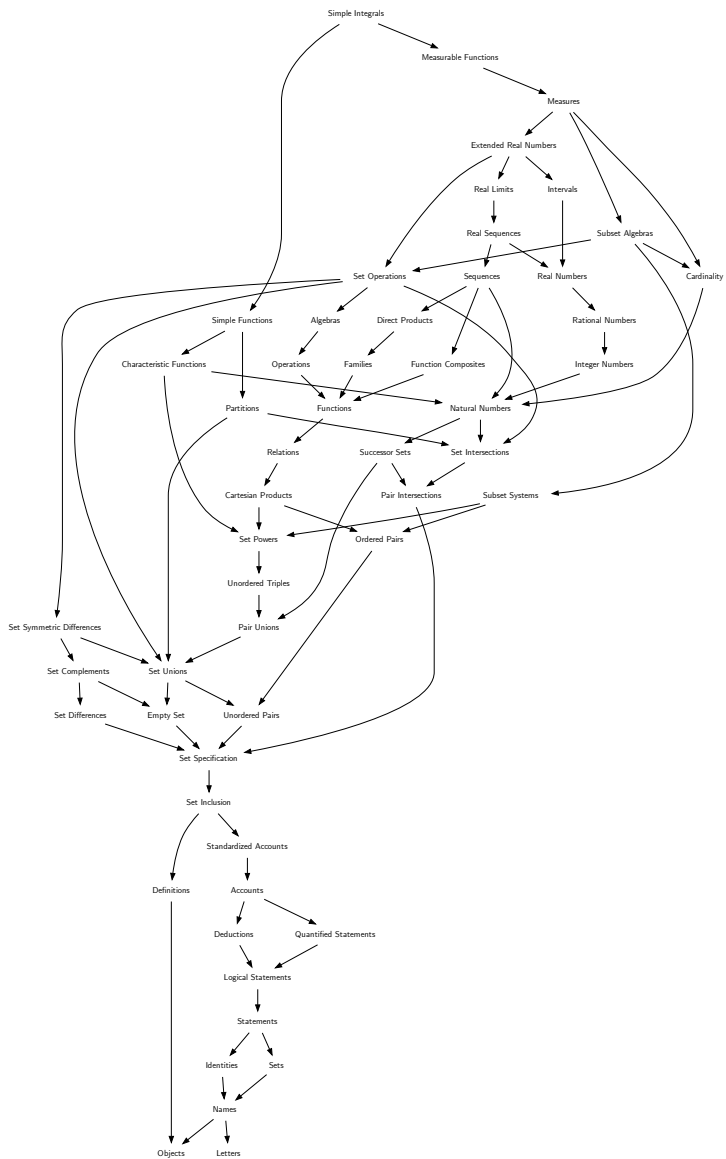 Simple Integrals
Measurable Functions
Measures
Extended Real Numbers
Real Limits
Intervals
Real Sequences
Subset Algebras
Set Operations
Sequences
Real Numbers
Cardinality
Simple Functions
Algebras
Direct Products
Rational Numbers
Characteristic Functions
Operations
Families
Function Composites
Integer Numbers
Partitions
Functions
Natural Numbers
Relations
Successor Sets
Set Intersections
Cartesian Products
Pair Intersections
Subset Systems
Set Powers
Ordered Pairs
Unordered Triples
Set Symmetric Differences
Pair Unions
Set Complements
Set Unions
Set Differences
Empty Set
Unordered Pairs
Set Specification
Set Inclusion
Standardized Accounts
Definitions
Accounts
Deductions
Quantified Statements
Logical Statements
Statements
Identities
Sets
Names
Objects
Letters